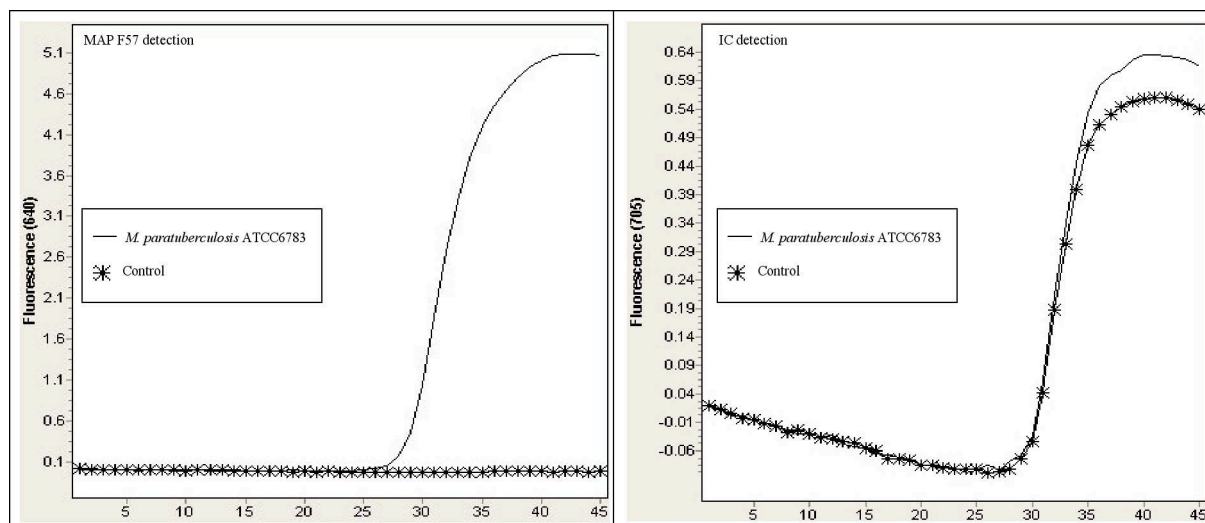 MAP F57 detection
5.1
4.6
4.1
3.6
3.1
2.6
2.1
1.6
1.1
0.6
0.1
Fluorescence (640)
M. paratuberculosis ATCC6783
Control
5 10 15 20 25 30 35 40 45
IC detection
0.64
0.59
0.54
0.49
0.44
0.39
0.34
0.29
0.24
0.19
0.14
0.09
0.04
-0.01
-0.06
Fluorescence (705)
M. paratuberculosis ATCC6783
Control
5 10 15 20 25 30 35 40 45